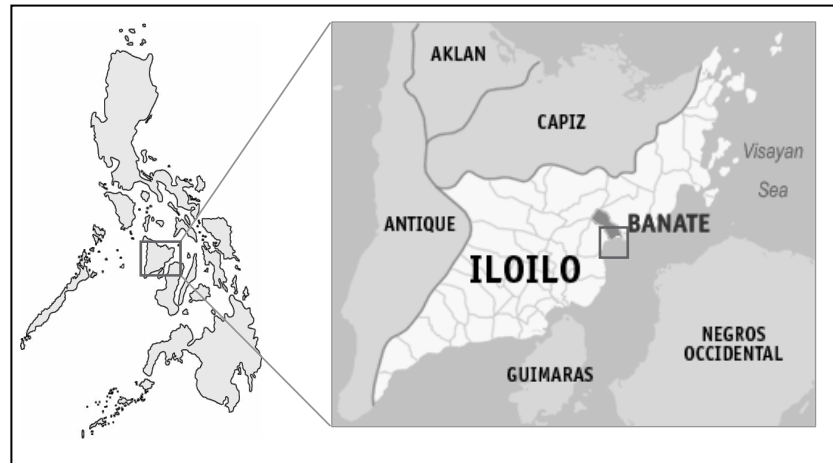 AKLAN
CAPIZ
Visayan
Sea
ANTIQUE
BANATE
ILOILO
NEGROS
OCCIDENTAL
GUIMARAS